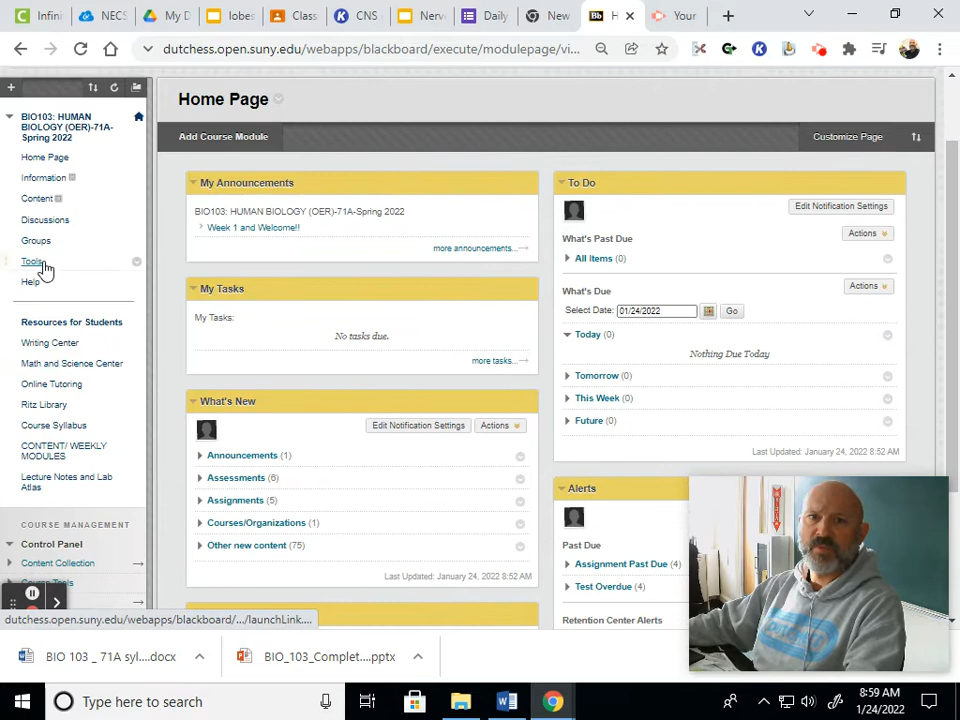 Infini
NECS
My D
lobes
Class
CNS
Nerv
Daily
New
Bb
H
Your
dutchess.open.suny.edu/webapps/blackboard/execute/modulepage/vi...
BIO103: HUMAN
BIOLOGY (OER)-71A-
Spring 2022
Home Page
Information
Content
Discussions
Groups
Tools
Help
Resources for Students
Writing Center
Math and Science Center
Online Tutoring
Ritz Library
Course Syllabus
CONTENT/ WEEKLY
MODULES
Lecture Notes and Lab
Atlas
COURSE MANAGEMENT
Control Panel
Content Collection
Course Tools
Home Page
Add Course Module
Customize Page
My Announcements
BIO103: HUMAN BIOLOGY (OER)-71A-Spring 2022
Week 1 and Welcome!!
more announcements...
My Tasks
My Tasks:
No tasks due.
more tasks...
What's New
Edit Notification Settings
Actions
Announcements (1)
Assessments (6)
Assignments (5)
Courses/Organizations (1)
Other new content (75)
Last Updated: January 24, 2022 8:52 AM
To Do
Edit Notification Settings
What's Past Due
Actions
All Items (0)
What's Due
Actions
Select Date: 01/24/2022 Go
Today (0)
Nothing Due Today
Tomorrow (0)
This Week (0)
Future (0)
Last Updated: January 24, 2022 8:52 AM
Alerts
Past Due
Assignment Past Due (4)
Test Overdue (4)
Retention Center Alerts
dutchess.open.suny.edu/webapps/blackboard/.../launchLink....
BIO 103 _ 71A syl....docx
BIO_103_Complet....pptx
Type here to search
8:59 AM
1/24/2022